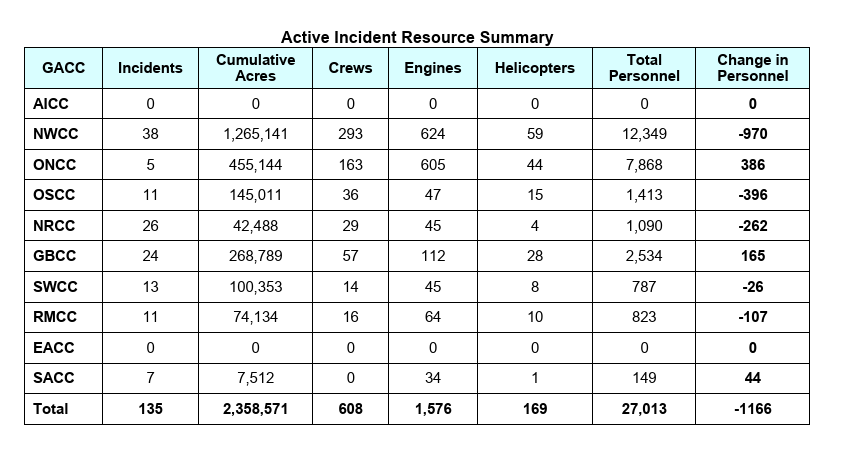 Active Incident Resource Summary
GACC Incidents Cumulative Acres Crews Engines Helicopters Total Personnel Change in Personnel
AICC 0 0 0 0 0 0 0
NWCC 38 1,265,141 293 624 59 12,349 -970
ONCC 5 455,144 163 605 44 7,868 386
OSCC 11 145,011 36 47 15 1,413 -396
NRCC 26 42,488 29 45 4 1,090 -262
GBCC 24 268,789 57 112 28 2,534 165
SWCC 13 100,353 14 45 8 787 -26
RMCC 11 74,134 16 64 10 823 -107
EACC 0 0 0 0 0 0 0
SACC 7 7,512 0 34 1 149 44
Total 135 2,358,571 608 1,576 169 27,013 -1166